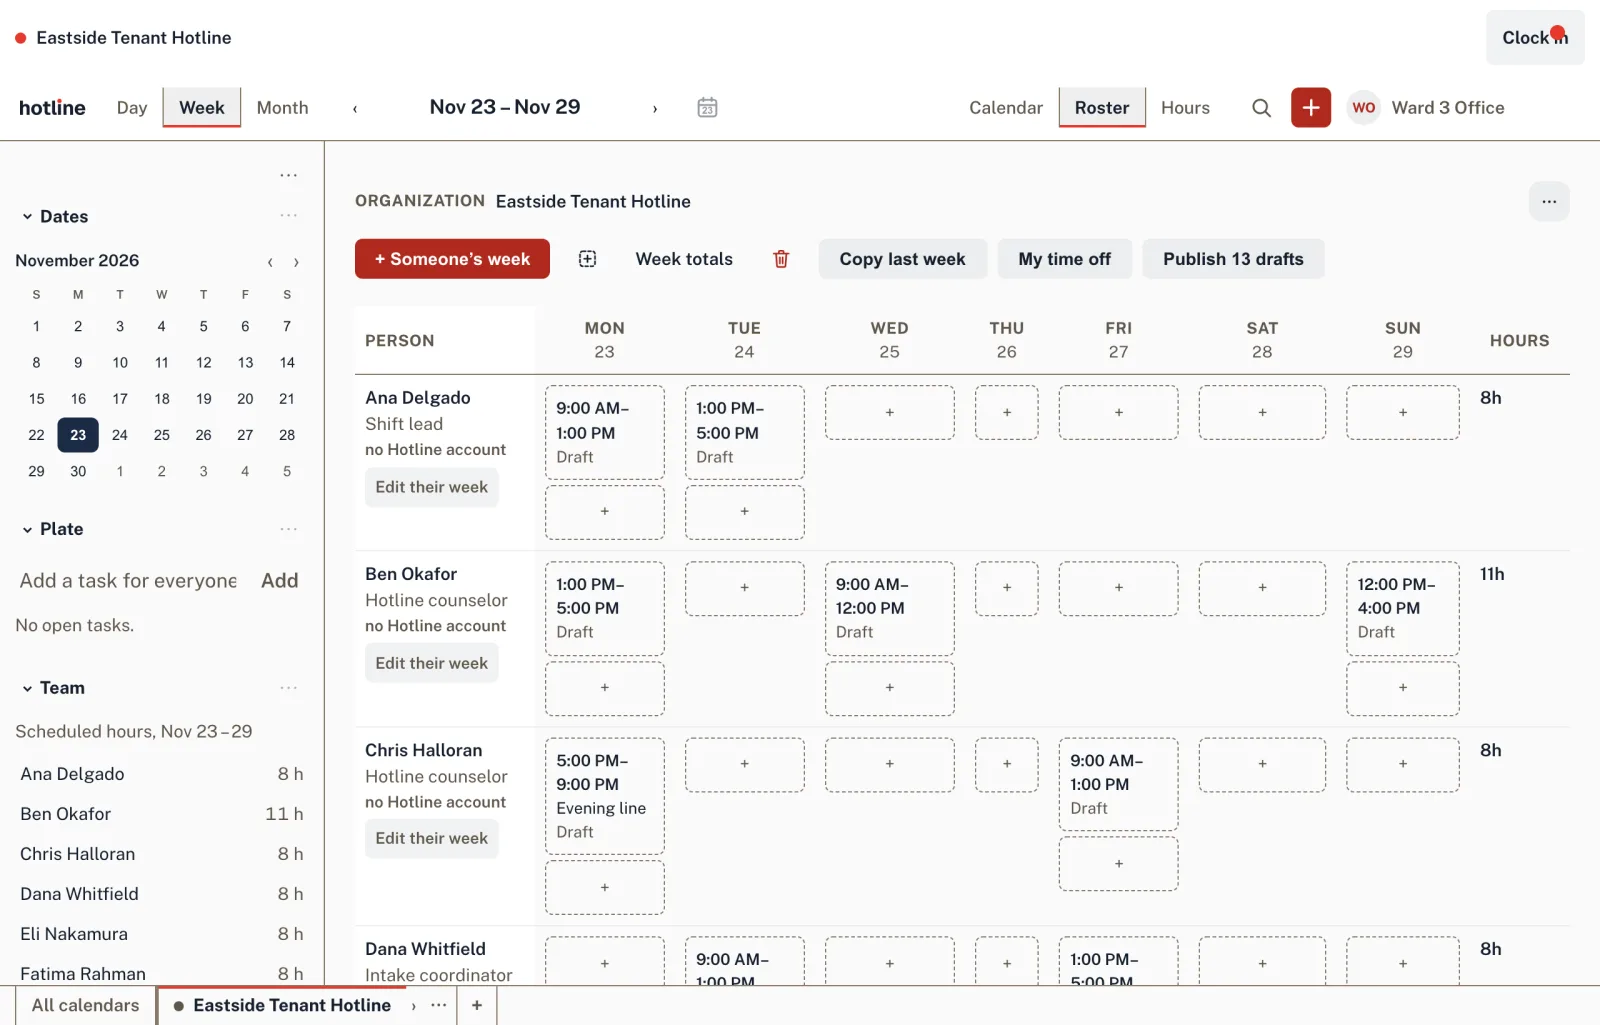 Eastside Tenant Hotline
Clock in
hotline
Day
Week
Month
‹
Nov 23 – Nov 29
›
23
Calendar
Roster
Hours
+
WO
Ward 3 Office
...
Dates
...
November 2026
‹ ›
S M T W T F S
1 2 3 4 5 6 7
8 9 10 11 12 13 14
15 16 17 18 19 20 21
22 23 24 25 26 27 28
29 30 1 2 3 4 5
Plate
...
Add a task for everyone
Add
No open tasks.
Team
...
Scheduled hours, Nov 23–29
Ana Delgado 8 h
Ben Okafor 11 h
Chris Halloran 8 h
Dana Whitfield 8 h
Eli Nakamura 8 h
Fatima Rahman 8 h
ORGANIZATION Eastside Tenant Hotline
...
+ Someone’s week
Week totals
Copy last week
My time off
Publish 13 drafts
PERSON
MON
23
TUE
24
WED
25
THU
26
FRI
27
SAT
28
SUN
29
HOURS
Ana Delgado
Shift lead
no Hotline account
Edit their week
9:00 AM–
1:00 PM
Draft
+
1:00 PM–
5:00 PM
Draft
+
+
+
+
+
+
8h
Ben Okafor
Hotline counselor
no Hotline account
Edit their week
1:00 PM–
5:00 PM
Draft
+
+
9:00 AM–
12:00 PM
Draft
+
+
+
+
12:00 PM–
4:00 PM
Draft
+
11h
Chris Halloran
Hotline counselor
no Hotline account
Edit their week
5:00 PM–
9:00 PM
Evening line
Draft
+
+
+
+
9:00 AM–
1:00 PM
Draft
+
+
+
8h
Dana Whitfield
Intake coordinator
+
9:00 AM–
1:00 PM
+
+
1:00 PM–
5:00 PM
+
+
8h
All calendars
Eastside Tenant Hotline
›
...
+